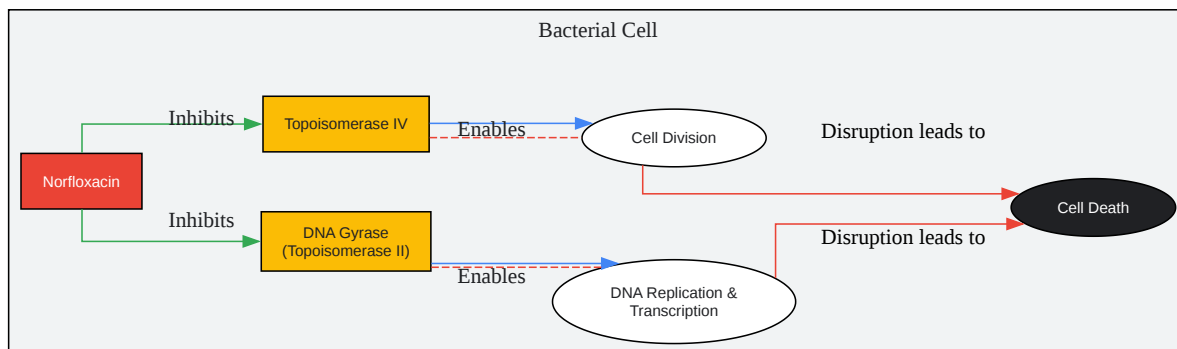 Bacterial Cell
Inhibits
Topoisomerase IV
Enables
Cell Division
Disruption leads to
Norfloxacin
Cell Death
Inhibits
DNA Gyrase
(Topoisomerase II)
Enables
DNA Replication &
Transcription
Disruption leads to